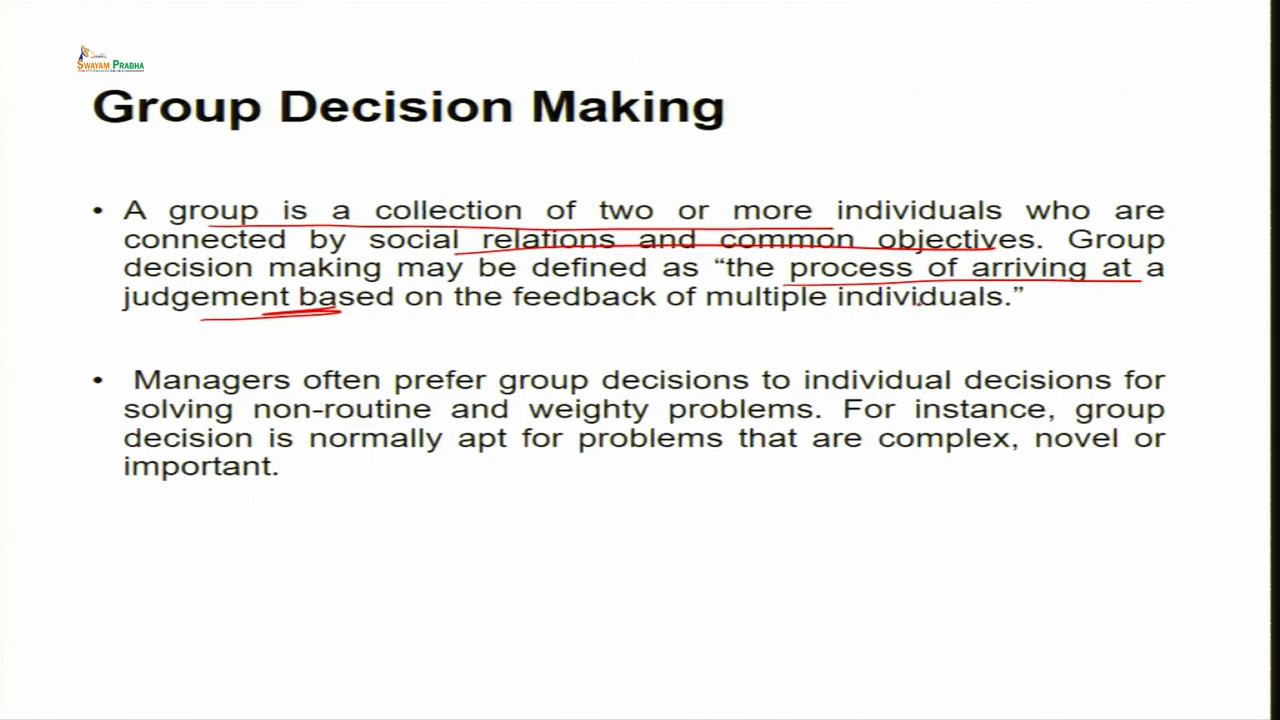 SWAYAM PRABHA
Group Decision Making
• A group is a collection of two or more individuals who are
connected by social relations and common objectives. Group
decision making may be defined as “the process of arriving at a
judgement based on the feedback of multiple individuals.”
• Managers often prefer group decisions to individual decisions for
solving non-routine and weighty problems. For instance, group
decision is normally apt for problems that are complex, novel or
important.